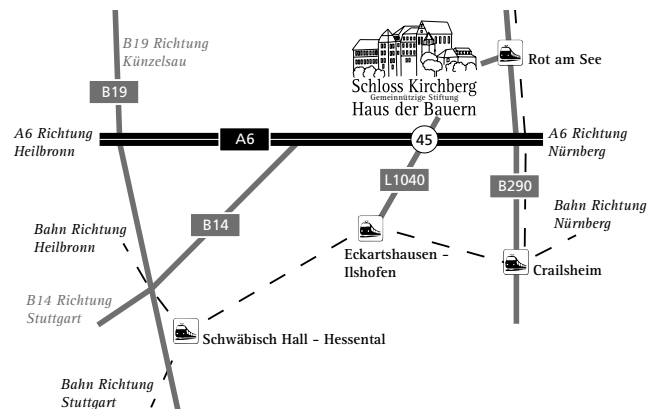 B19 Richtung
Künzelsau
Rot am See
B19
Schloss Kirchberg
Gemeinnützige Stiftung
Haus der Bauern
A6 Richtung
Heilbronn
A6
45
A6 Richtung
Nürnberg
L1040
B290
B14
Bahn Richtung
Heilbronn
Bahn Richtung
Nürnberg
Eckartshausen -
Ilshofen
Crailsheim
B14 Richtung
Stuttgart
Schwäbisch Hall - Hessental
Bahn Richtung
Stuttgart